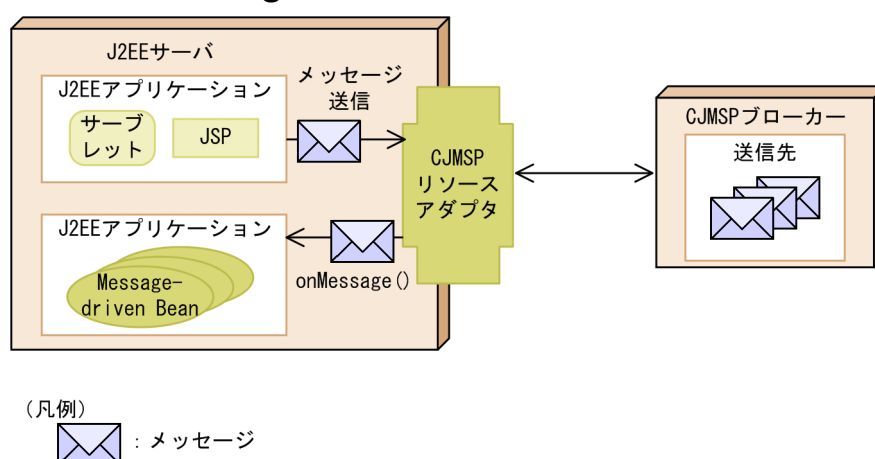 J2EEサーバ
J2EEアプリケーション
サーブ
レット
JSP
メッセージ
送信
CJMSP
リソース
アダプタ
J2EEアプリケーション
Message-
driven Bean
onMessage()
CJMSPブローカー
送信先
(凡例)
:メッセージ